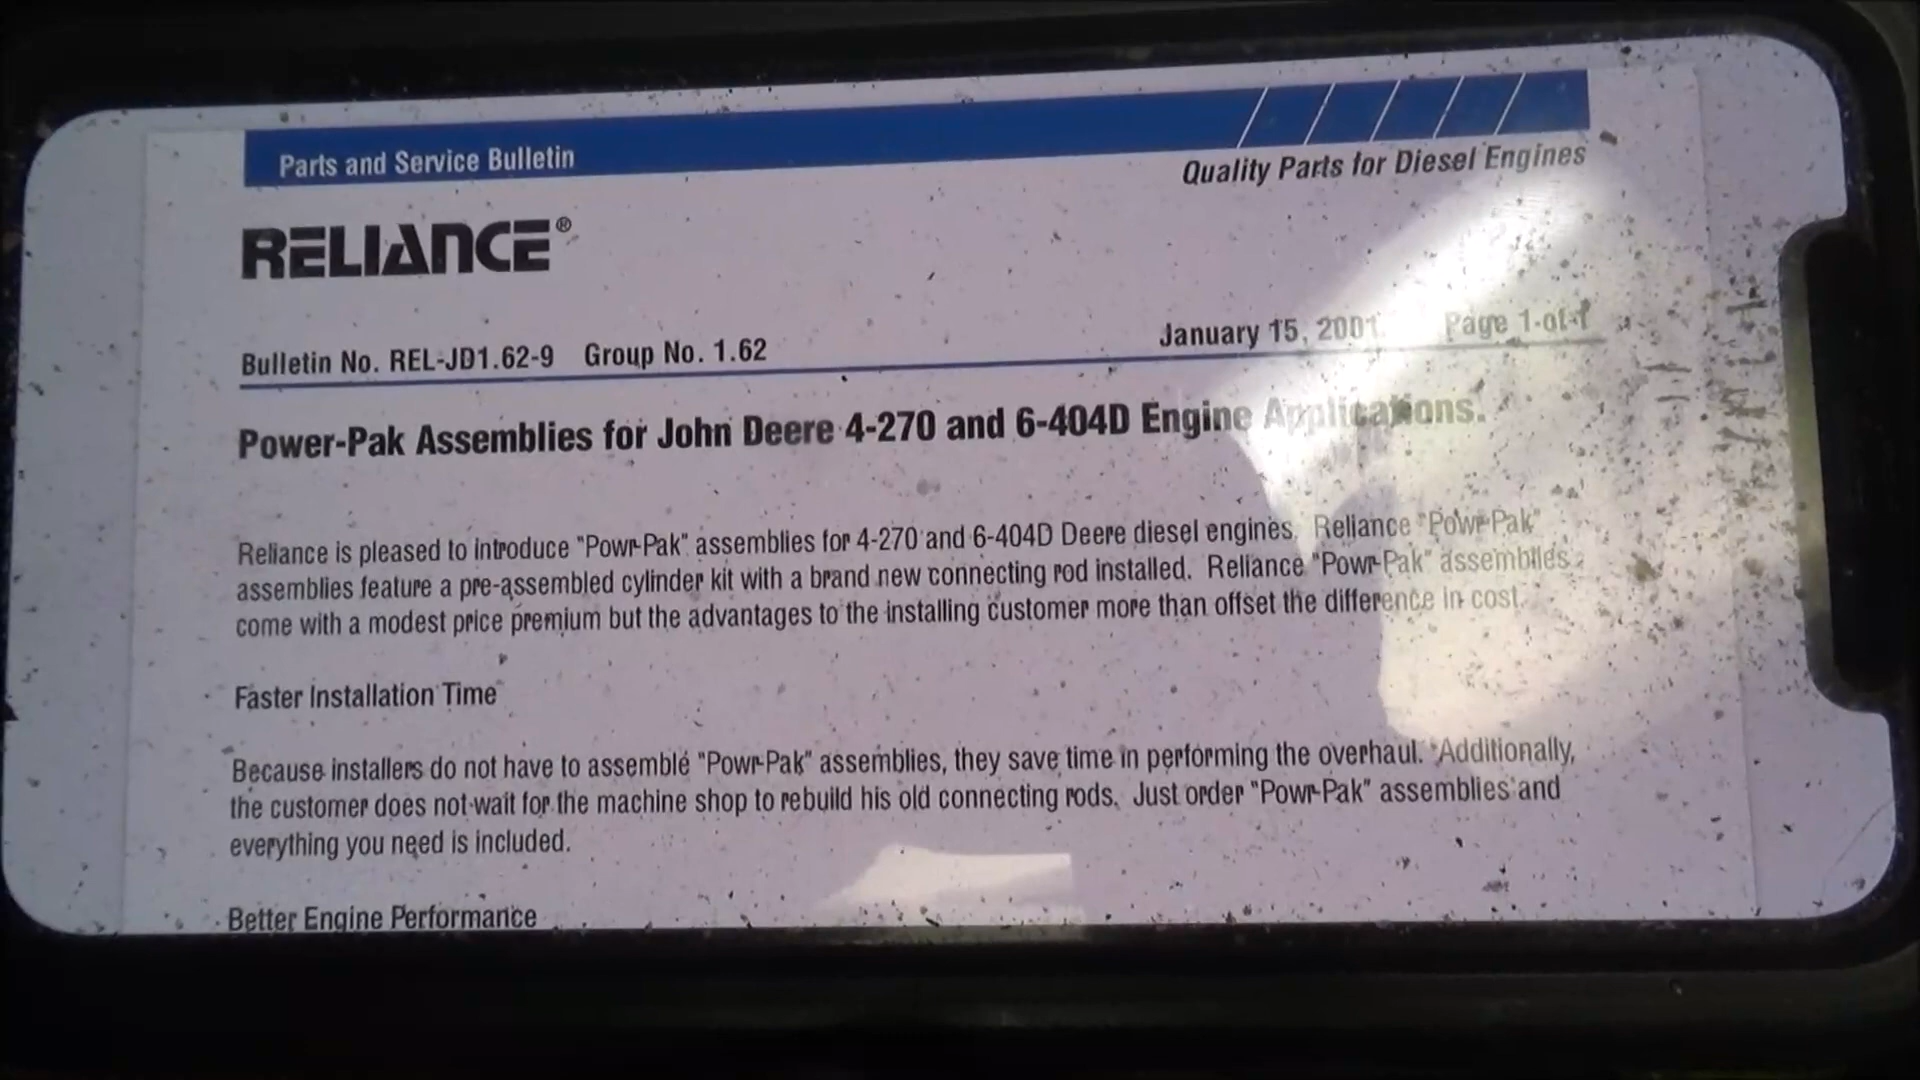 Parts and Service Bulletin
Quality Parts for Diesel Engines
RELIANCE®
Bulletin No. REL-JD1.62-9 Group No. 1.62
January 15, 2001 Page 1-of-1
Power-Pak Assemblies for John Deere 4-270 and 6-404D Engine Applications.
Reliance is pleased to introduce "Powr-Pak" assemblies for 4-270 and 6-404D Deere diesel engines. Reliance "Powr-Pak"
assemblies feature a pre-assembled cylinder kit with a brand new connecting rod installed. Reliance "Powr-Pak" assemblies
come with a modest price premium but the advantages to the installing customer more than offset the difference in cost.
Faster Installation Time
Because installers do not have to assemble "Powr-Pak" assemblies, they save time in performing the overhaul. Additionally,
the customer does not wait for the machine shop to rebuild his old connecting rods. Just order "Powr-Pak" assemblies and
everything you need is included.
Better Engine Performance